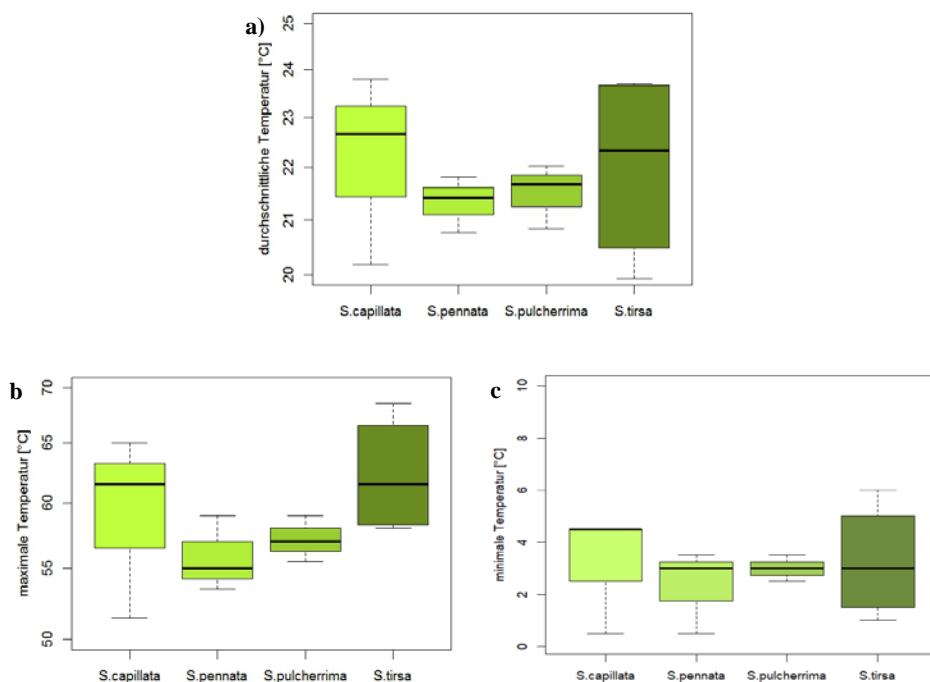 a)
durchschnittliche Temperatur [°C]
25
24
23
22
21
20
S.capillata S.pennata S.pulcherrima S.tirsa
b
maximale Temperatur [°C]
70
65
60
55
50
S.capillata S.pennata S.pulcherrima S.tirsa
c
minimale Temperatur [°C]
10
8
6
4
2
0
S.capillata S.pennata S.pulcherrima S.tirsa